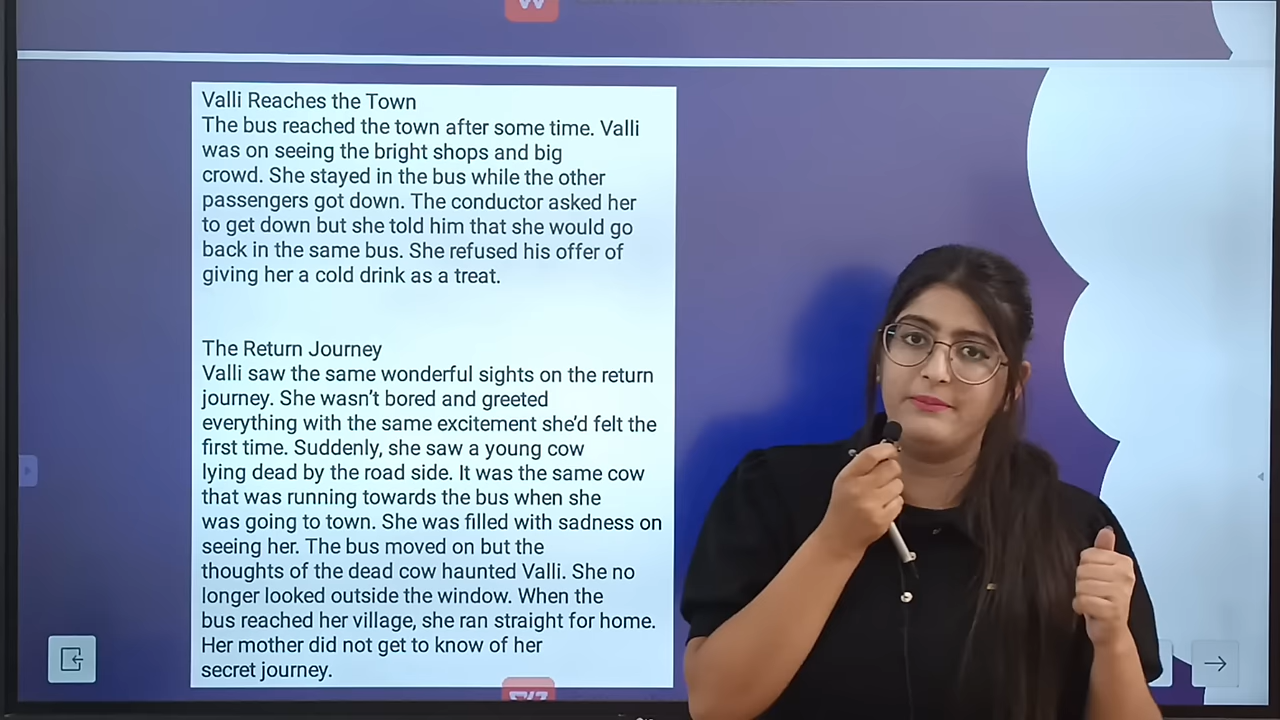 Valli Reaches the Town
The bus reached the town after some time. Valli
was on seeing the bright shops and big
crowd. She stayed in the bus while the other
passengers got down. The conductor asked her
to get down but she told him that she would go
back in the same bus. She refused his offer of
giving her a cold drink as a treat.
The Return Journey
Valli saw the same wonderful sights on the return
journey. She wasn't bored and greeted
everything with the same excitement she'd felt the
first time. Suddenly, she saw a young cow
lying dead by the road side. It was the same cow
that was running towards the bus when she
was going to town. She was filled with sadness on
seeing her. The bus moved on but the
thoughts of the dead cow haunted Valli. She no
longer looked outside the window. When the
bus reached her village, she ran straight for home.
Her mother did not get to know of her
secret journey.